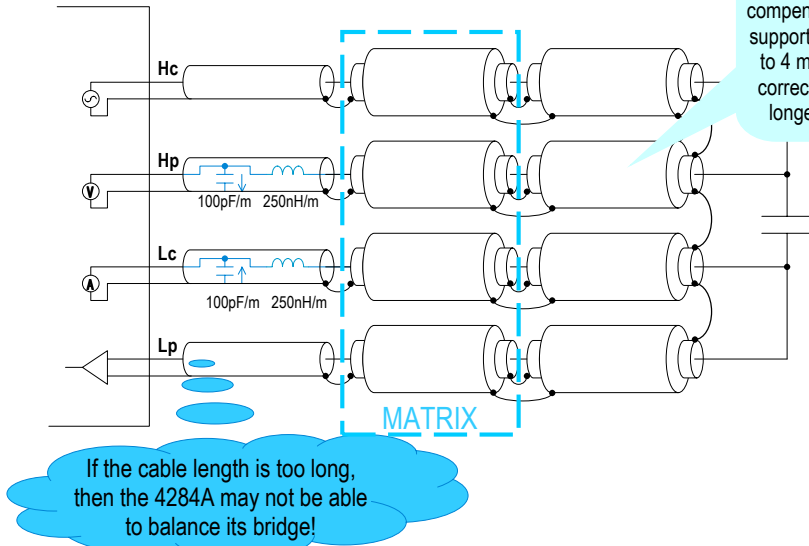 compen
support
to 4 m
correc
longe
Hc
Hp
V
100pF/m 250nH/m
Lc
A
100pF/m 250nH/m
Lp
MATRIX
If the cable length is too long,
then the 4284A may not be able
to balance its bridge!